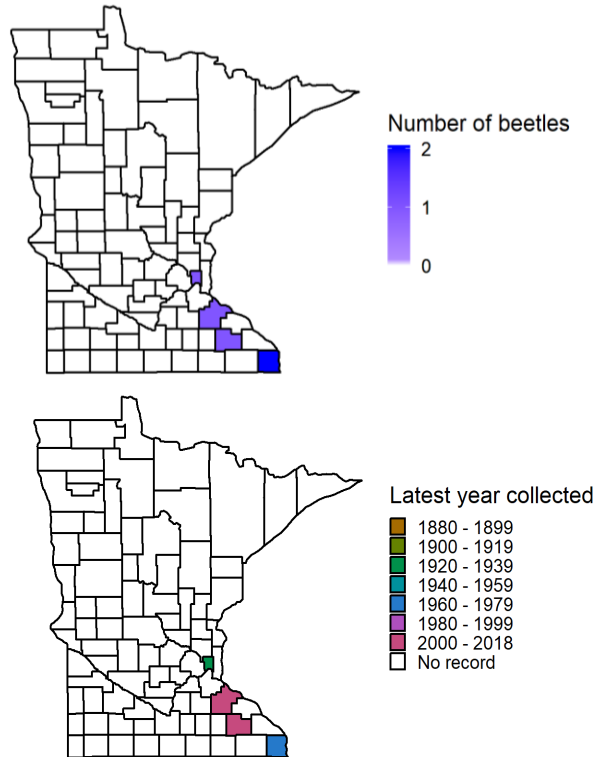 Number of beetles
2
1
0
Latest year collected
1880 - 1899
1900 - 1919
1920 - 1939
1940 - 1959
1960 - 1979
1980 - 1999
2000 - 2018
No record